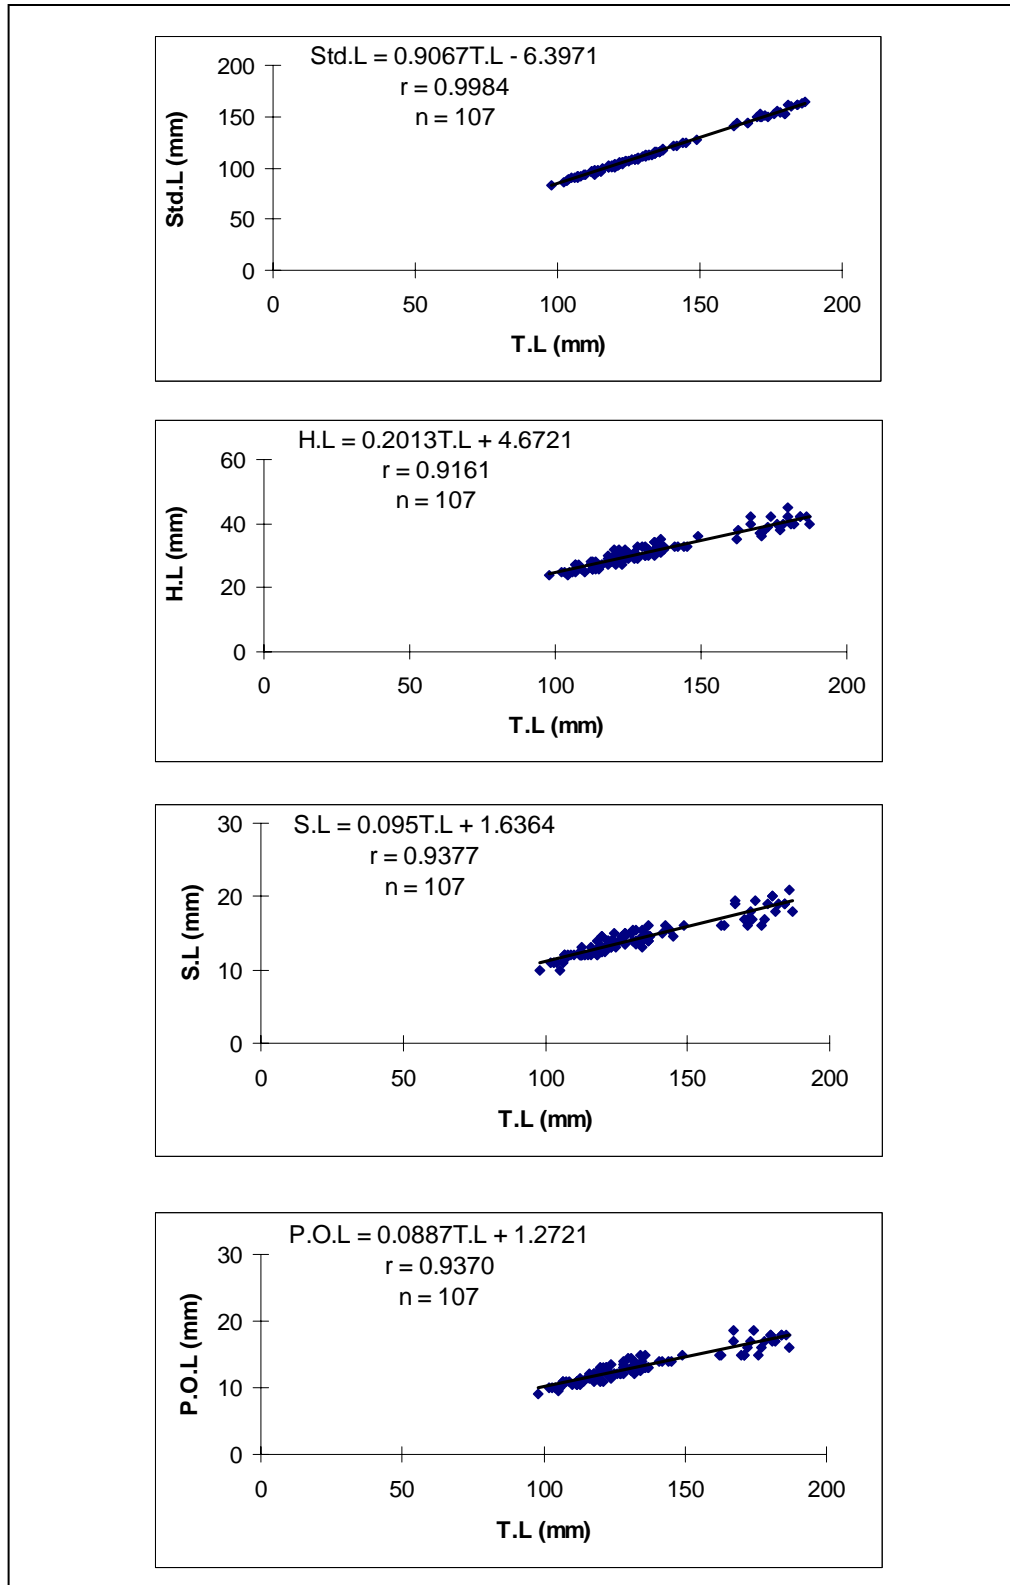 Std.L = 0.9067T.L - 6.3971
r = 0.9984
n = 107
200
150
100
50
0
Std.L (mm)
0 50 100 150 200
T.L (mm)
H.L = 0.2013T.L + 4.6721
r = 0.9161
n = 107
60
40
20
0
H.L (mm)
0 50 100 150 200
T.L (mm)
S.L = 0.095T.L + 1.6364
r = 0.9377
n = 107
30
20
10
0
S.L (mm)
0 50 100 150 200
T.L (mm)
P.O.L = 0.0887T.L + 1.2721
r = 0.9370
n = 107
30
20
10
0
P.O.L (mm)
0 50 100 150 200
T.L (mm)